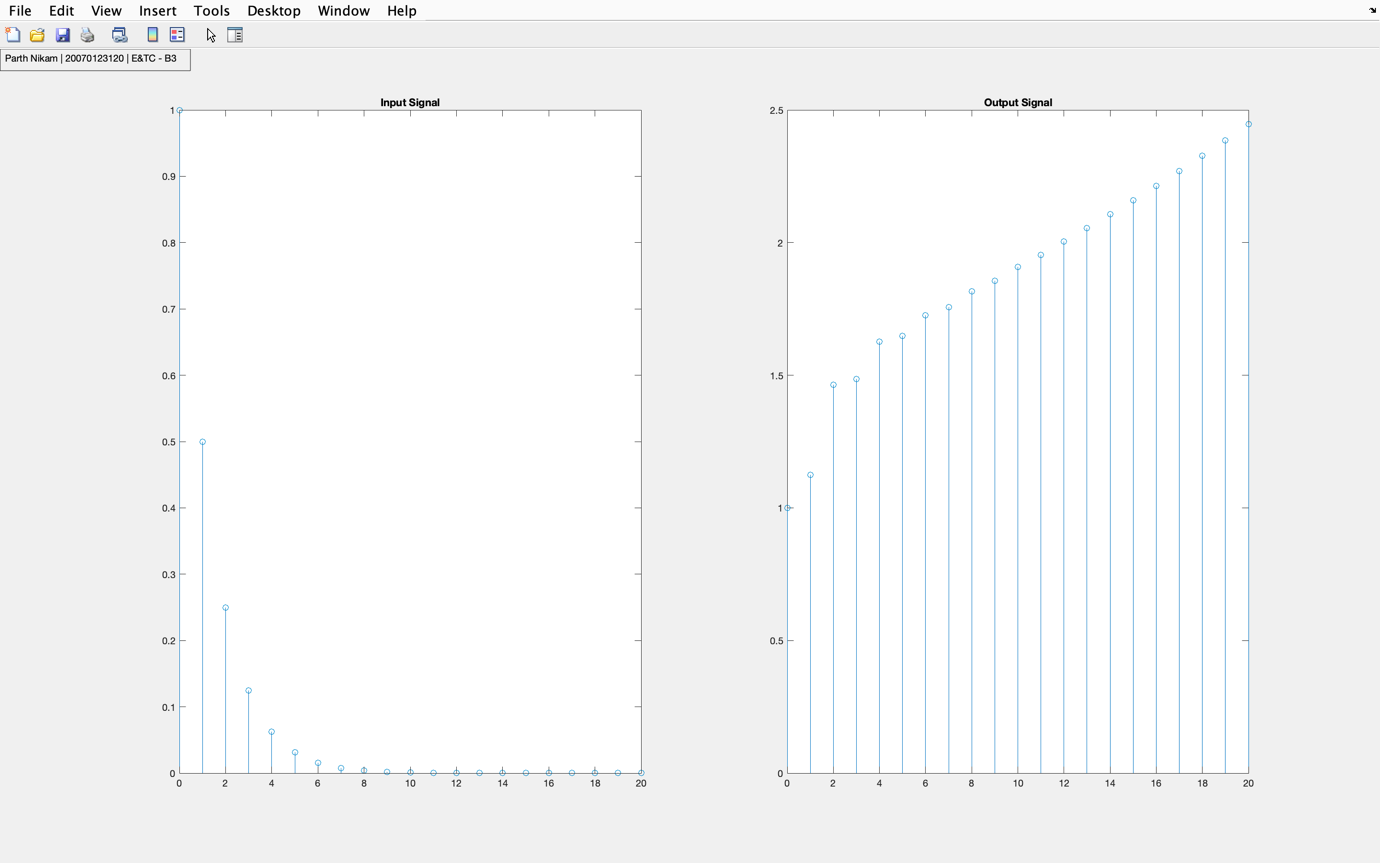 File Edit View Insert Tools Desktop Window Help
Parth Nikam | 20070123120 | E&TC - B3
Input Signal
1
0.9
0.8
0.7
0.6
0.5
0.4
0.3
0.2
0.1
0
0 2 4 6 8 10 12 14 16 18 20
Output Signal
2.5
2
1.5
1
0.5
0
0 2 4 6 8 10 12 14 16 18 20